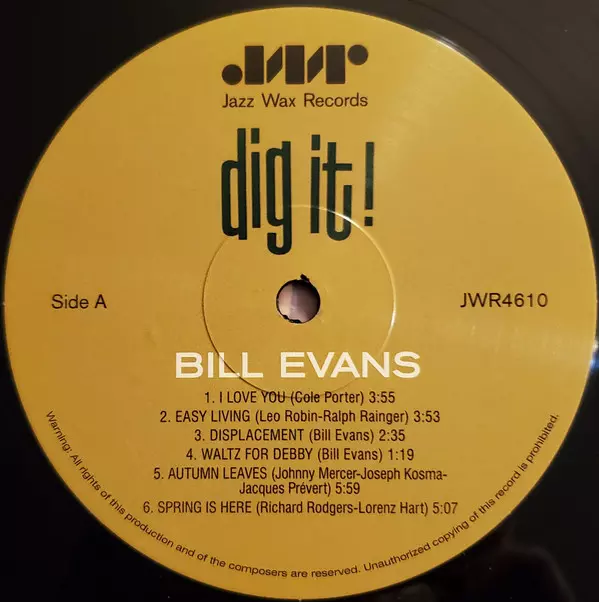 JWR
Jazz Wax Records
dig it!
Side A
JWR4610
BILL EVANS
1. I LOVE YOU (Cole Porter) 3:55
2. EASY LIVING (Leo Robin-Ralph Rainger) 3:53
3. DISPLACEMENT (Bill Evans) 2:35
4. WALTZ FOR DEBBY (Bill Evans) 1:19
5. AUTUMN LEAVES (Johnny Mercer-Joseph Kosma-
Jacques Prévert) 5:59
6. SPRING IS HERE (Richard Rodgers-Lorenz Hart) 5:07
Warning: All rights of this production and of the composers are reserved. Unauthorized copying of this record is prohibited.